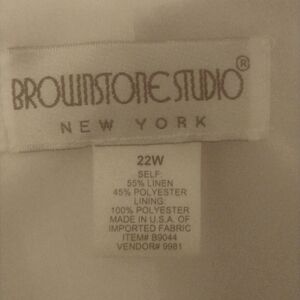 BROWNSTONE STUDIO®
NEW YORK
22W
SELF:
55% LINEN
45% POLYESTER
LINING:
100% POLYESTER
MADE IN U.S.A. OF
IMPORTED FABRIC
ITEM# B9044
VENDOR# 9981